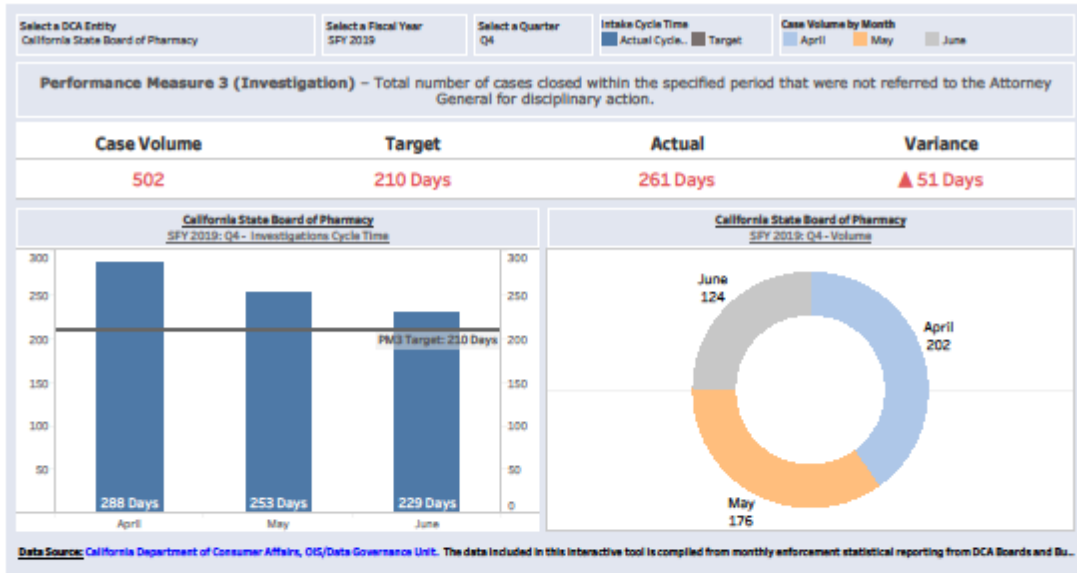 Select a DCA Entity
California State Board of Pharmacy
Select a Fiscal Year
SFY 2019
Select a Quarter
Q4
Intake Cycle Time
Actual Cycle.. Target
Case Volume by Month
April May June
Performance Measure 3 (Investigation) – Total number of cases closed within the specified period that were not referred to the Attorney
General for disciplinary action.
Case Volume Target Actual Variance
502 210 Days 261 Days ▲ 51 Days
California State Board of Pharmacy
SFY 2019: Q4 - Investigations Cycle Time
300 300
250 250
200 PM3 Target: 210 Days 200
150 150
100 100
50 50
0
288 Days 253 Days 229 Days
April May June
California State Board of Pharmacy
SFY 2019: Q4 - Volume
June
124
April
202
May
176
Data Source: California Department of Consumer Affairs, OIS/Data Governance Unit. The data included in this interactive tool is compiled from monthly enforcement statistical reporting from DCA Boards and Bu...